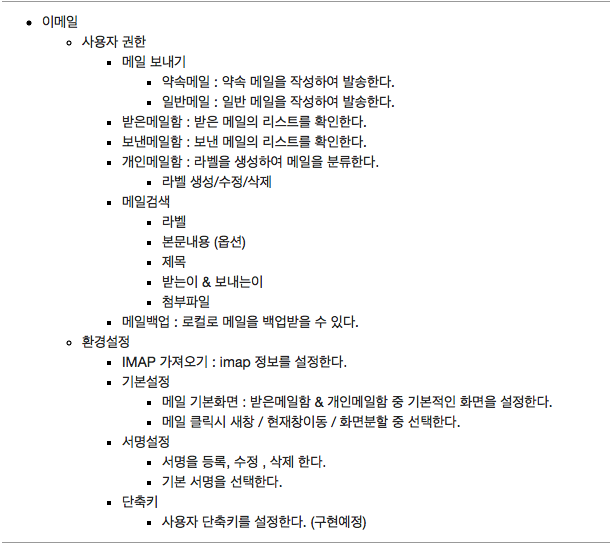 이메일
사용자 권한
메일 보내기
약속메일 : 약속 메일을 작성하여 발송한다.
일반메일 : 일반 메일을 작성하여 발송한다.
받은메일함 : 받은 메일의 리스트를 확인한다.
보낸메일함 : 보낸 메일의 리스트를 확인한다.
개인메일함 : 라벨을 생성하여 메일을 분류한다.
라벨 생성/수정/삭제
메일검색
라벨
본문내용 (옵션)
제목
받는이 & 보내는이
첨부파일
메일백업 : 로컬로 메일을 백업받을 수 있다.
환경설정
IMAP 가져오기 : imap 정보를 설정한다.
기본설정
메일 기본화면 : 받은메일함 & 개인메일함 중 기본적인 화면을 설정한다.
메일 클릭시 새창 / 현재창이동 / 화면분할 중 선택한다.
서명설정
서명을 등록, 수정 , 삭제 한다.
기본 서명을 선택한다.
단축키
사용자 단축키를 설정한다. (구현예정)